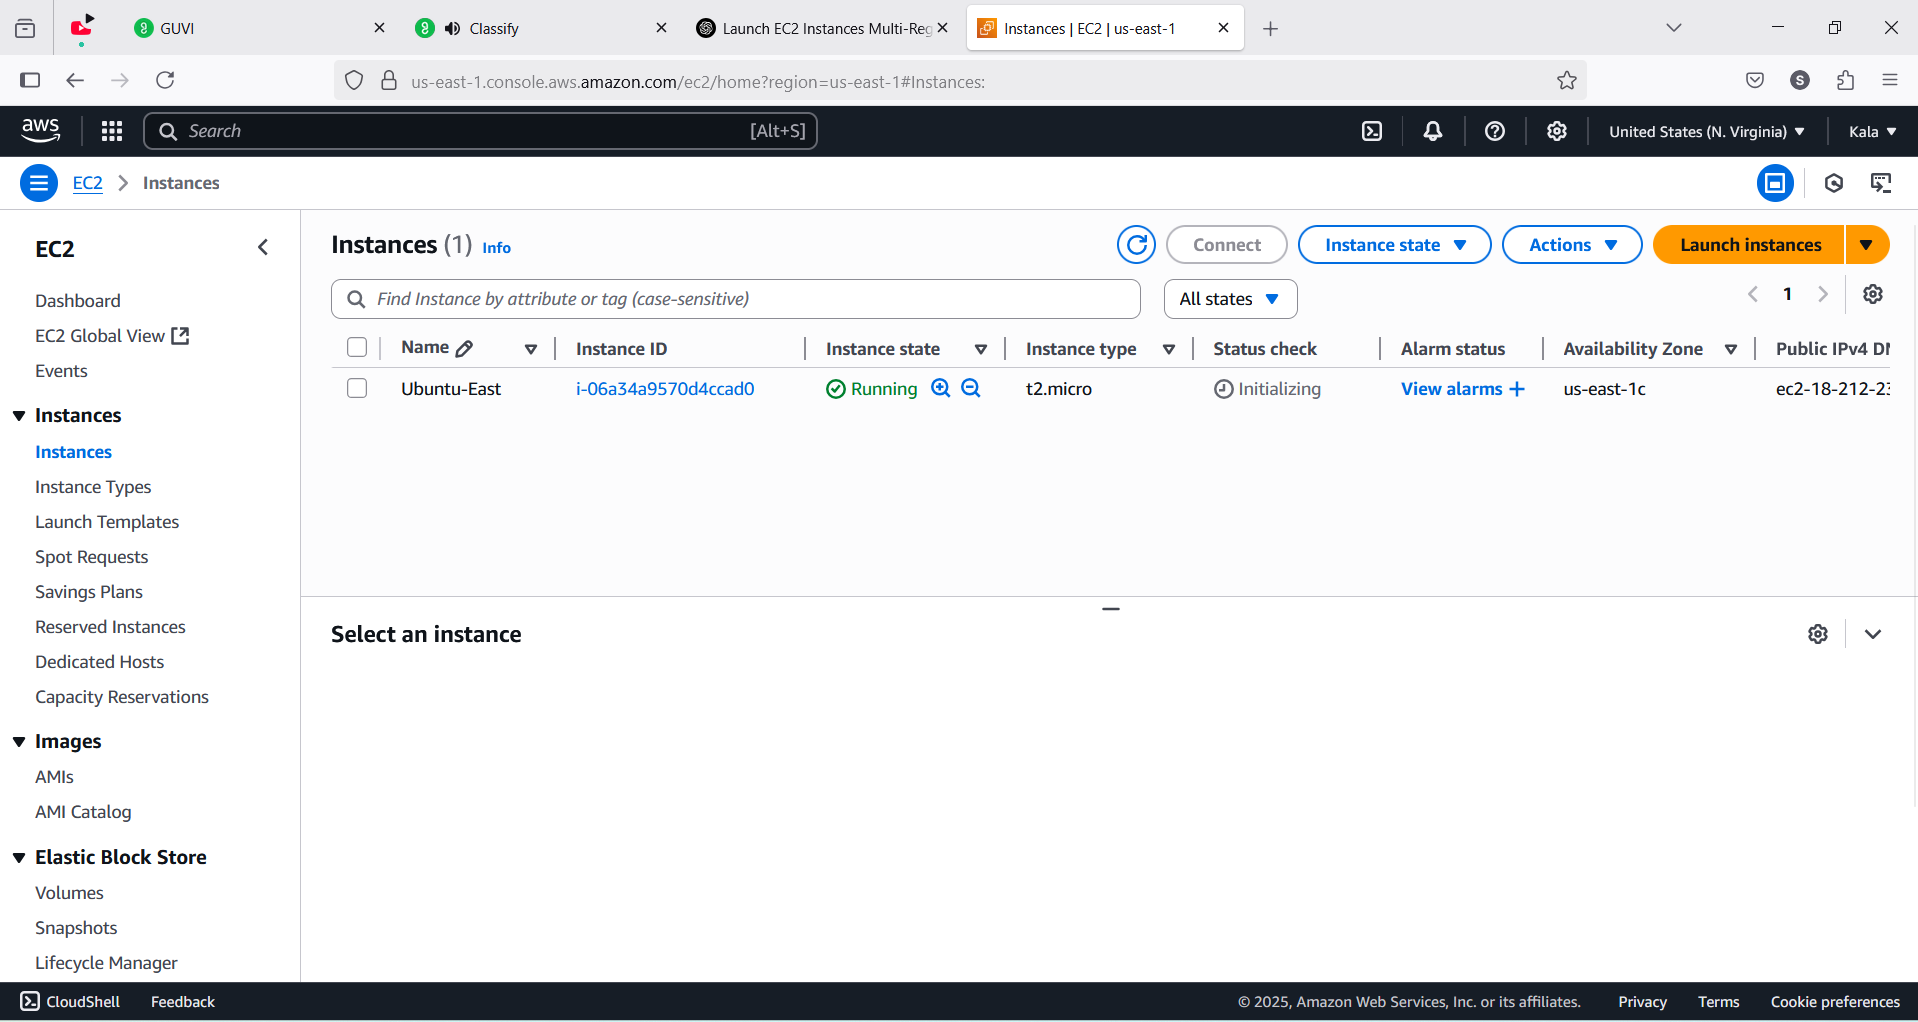 GUVI
Classify
Launch EC2 Instances Multi-Reg
Instances | EC2 | us-east-1
us-east-1.console.aws.amazon.com/ec2/home?region=us-east-1#Instances:
S
aws
Search
[Alt+S]
United States (N. Virginia)
Kala
EC2
Instances
EC2
Dashboard
EC2 Global View
Events
Instances
Instances
Instance Types
Launch Templates
Spot Requests
Savings Plans
Reserved Instances
Dedicated Hosts
Capacity Reservations
Images
AMIs
AMI Catalog
Elastic Block Store
Volumes
Snapshots
Lifecycle Manager
Instances (1) Info
Connect
Instance state
Actions
Launch instances
Find Instance by attribute or tag (case-sensitive)
All states
1
Name Instance ID Instance state Instance type Status check Alarm status Availability Zone Public IPv4 DN
Ubuntu-East i-06a34a9570d4ccad0 Running t2.micro Initializing View alarms + us-east-1c ec2-18-212-23
Select an instance
CloudShell Feedback © 2025, Amazon Web Services, Inc. or its affiliates. Privacy Terms Cookie preferences